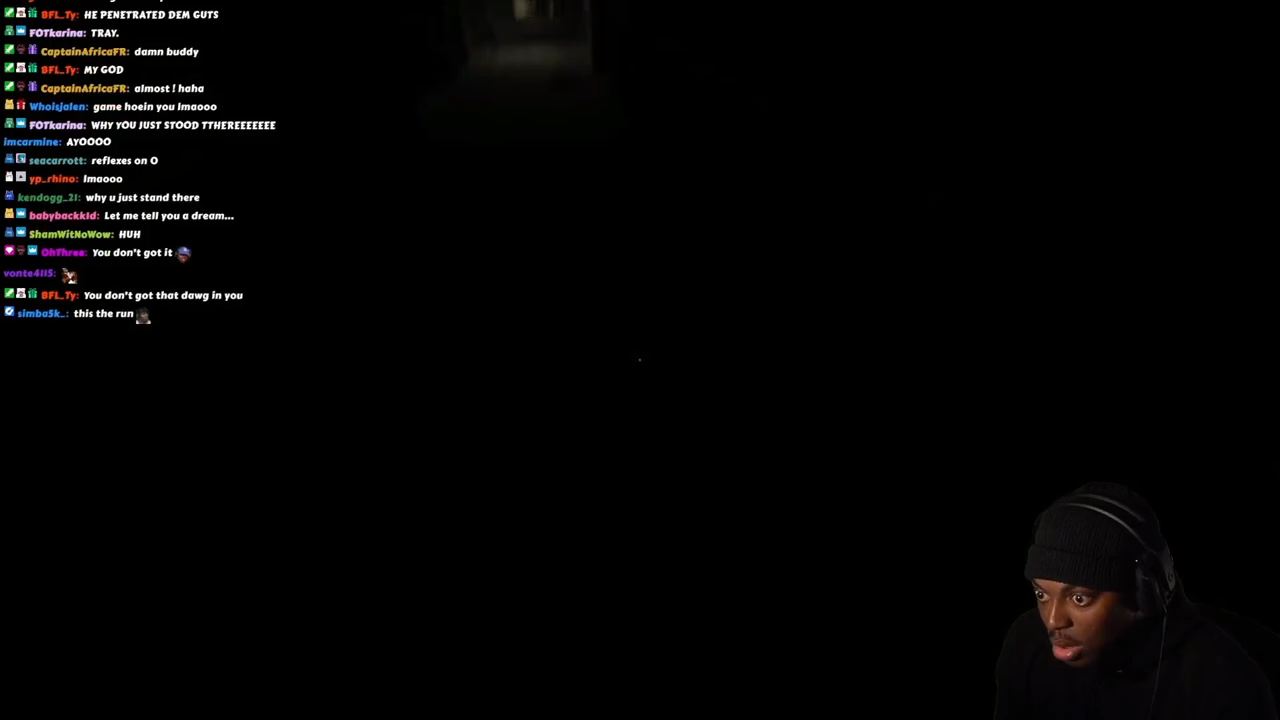 BFL_Ty: HE PENETRATED DEM GUTS
FOTkarina: TRAY.
CaptainAfricaFR: damn buddy
BFL_Ty: MY GOD
CaptainAfricaFR: almost ! haha
Whoisjalen: game hoein you lmaooo
FOTkarina: WHY YOU JUST STOOD TTHEREEEEEEE
imcarmine: AYOOOO
seacarrott: reflexes on 0
yp_rhino: lmaooo
kendogg_21: why u just stand there
babybackk1d: Let me tell you a dream...
ShamWitNoWow: HUH
OhThree: You don't got it
vonte4115:
BFL_Ty: You don't got that dawg in you
simba5k_: this the run